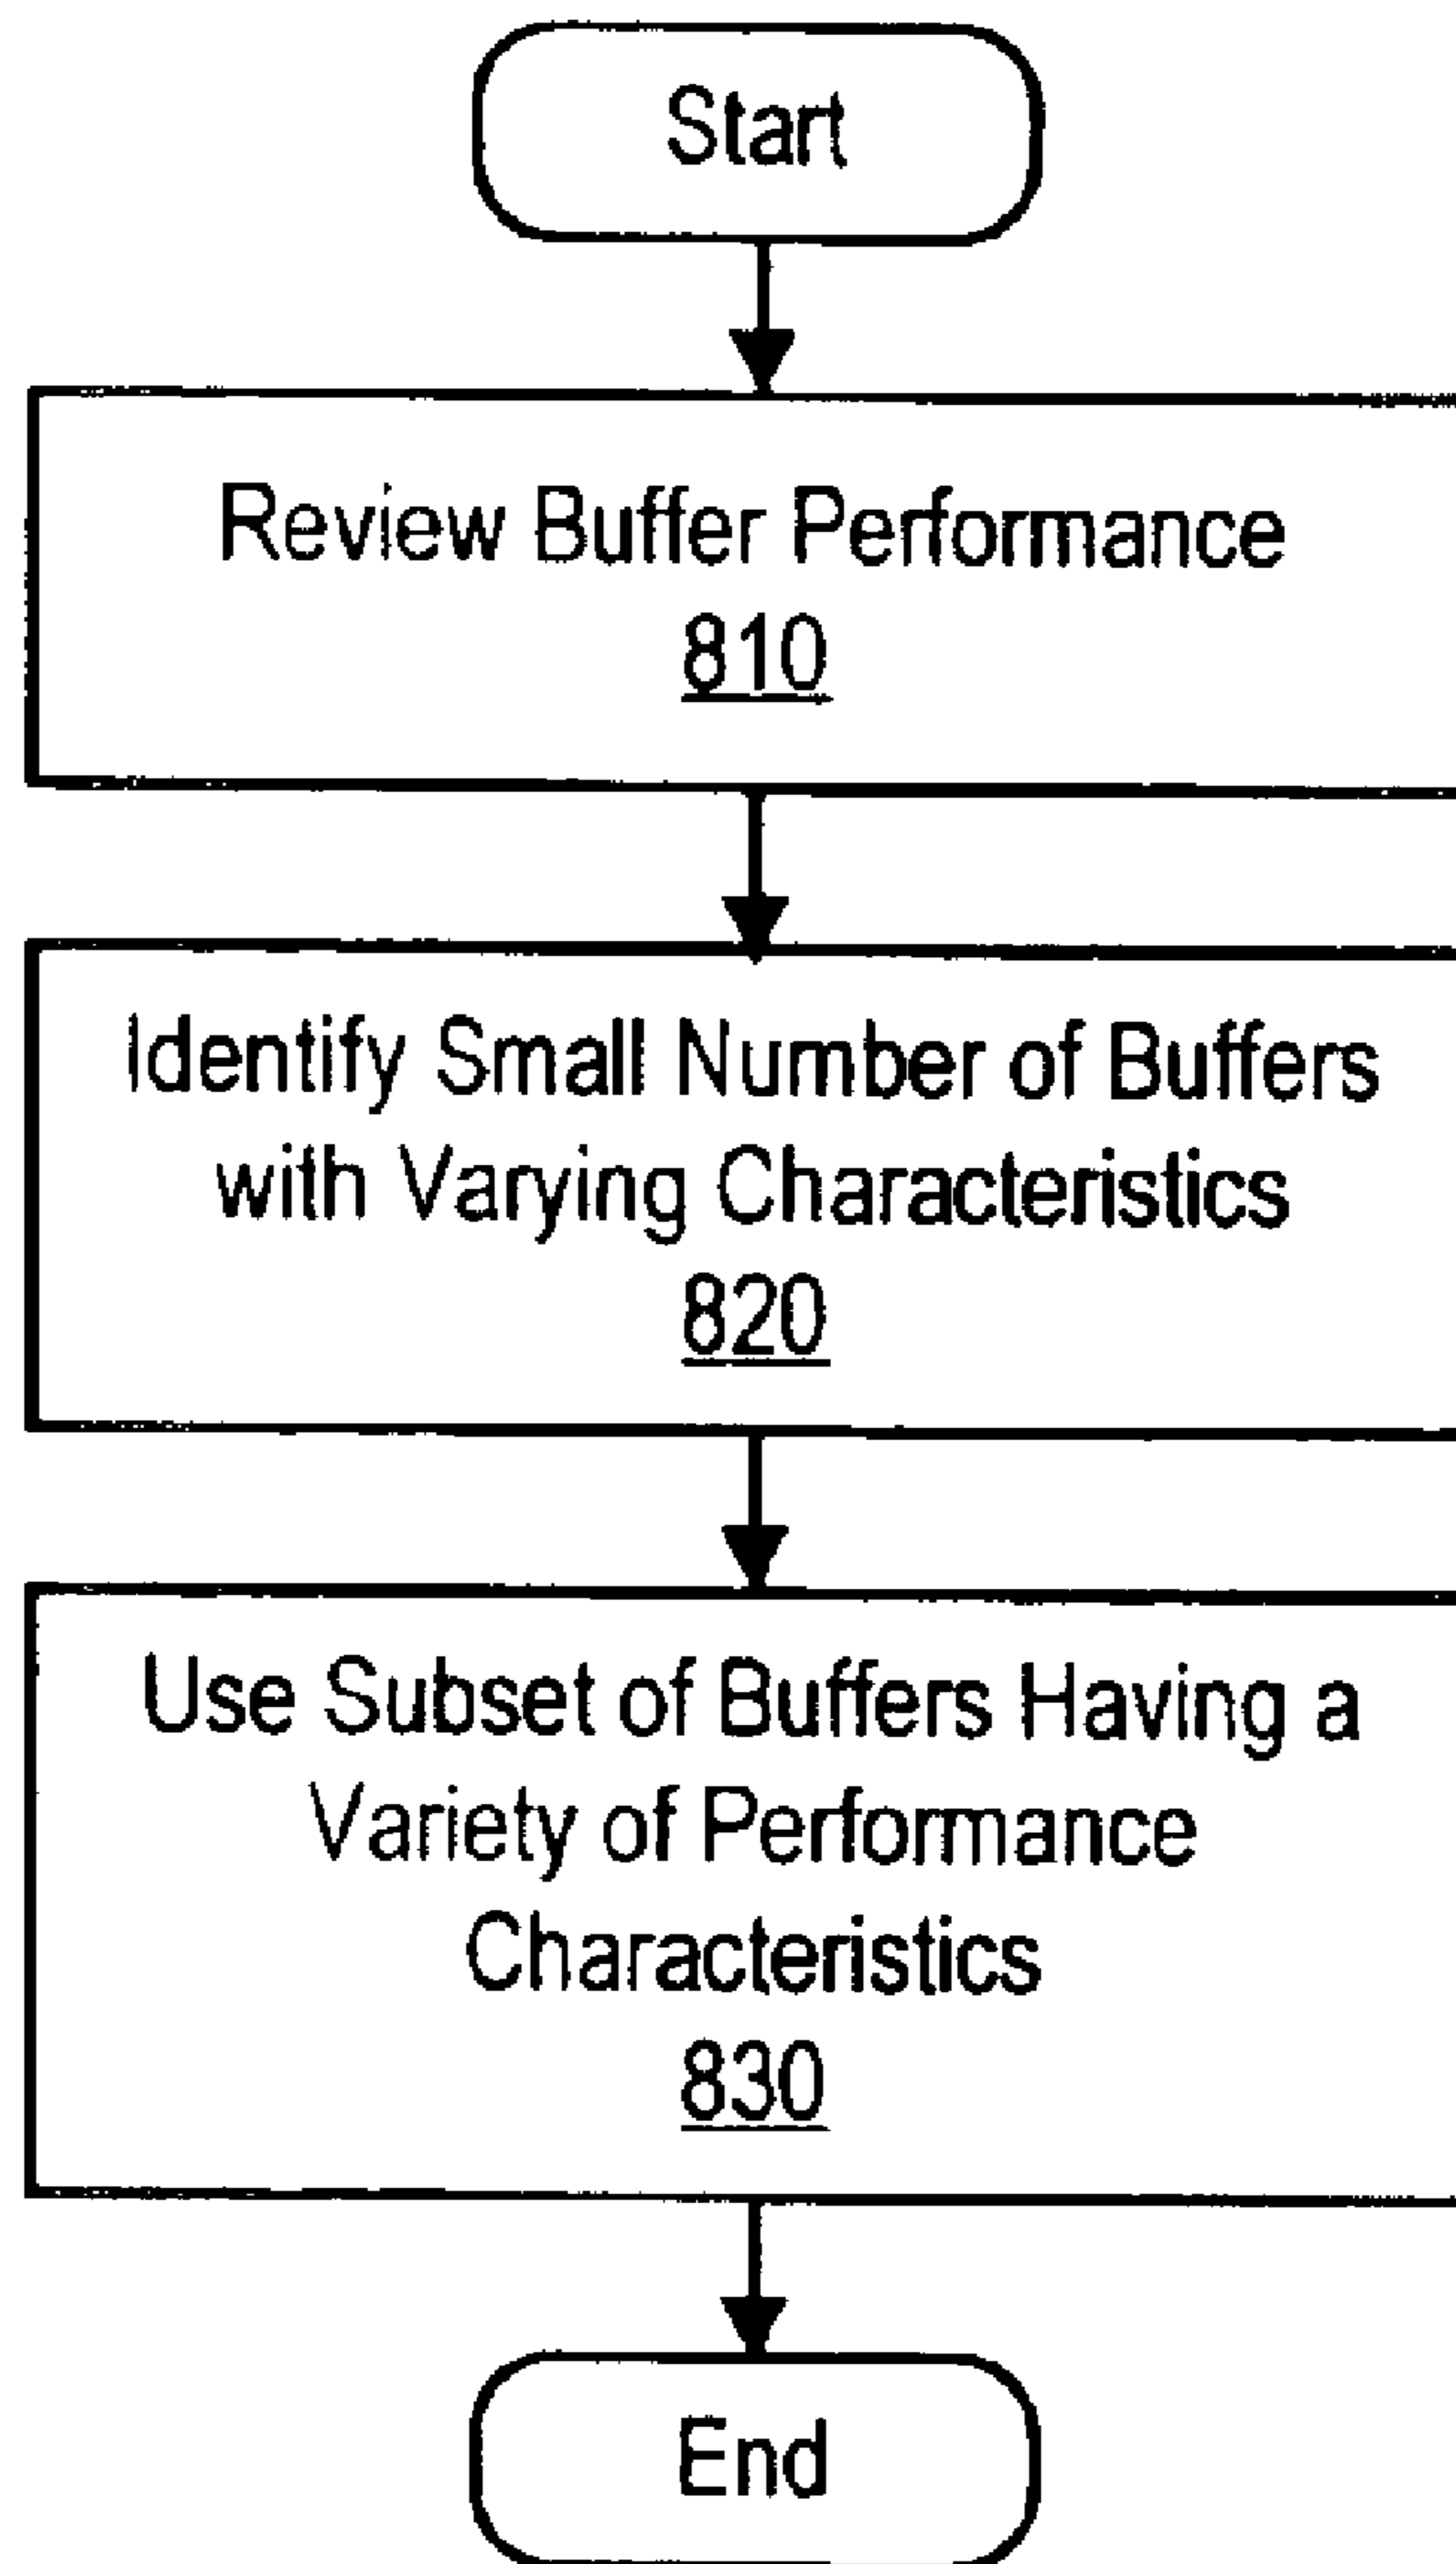 Start
Review Buffer Performance
810
Identify Small Number of Buffers
with Varying Characteristics
820
Use Subset of Buffers Having a
Variety of Performance
Characteristics
830
End